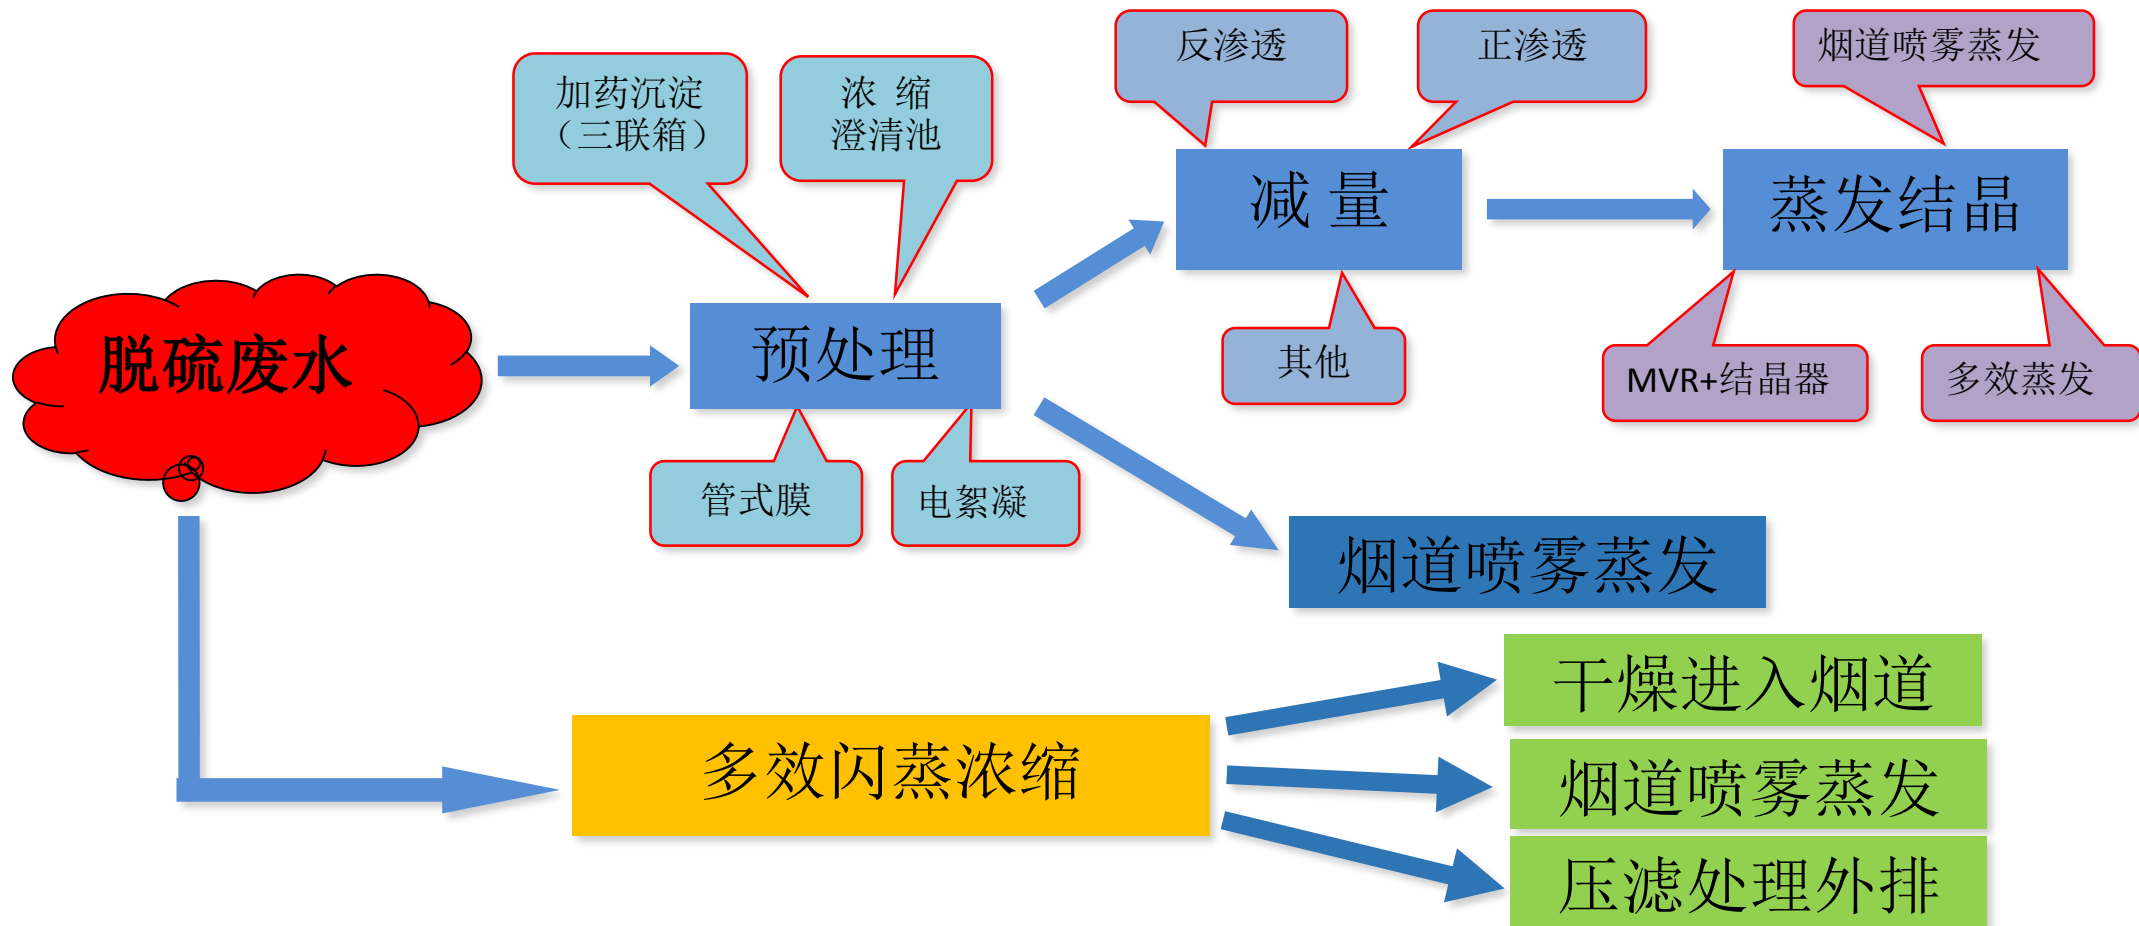 反渗透
正渗透
烟道喷雾蒸发
加药沉淀
（三联箱）
浓 缩
澄清池
减 量
蒸发结晶
脱硫废水
预处理
其他
MVR+结晶器
多效蒸发
管式膜
电絮凝
烟道喷雾蒸发
干燥进入烟道
多效闪蒸浓缩
烟道喷雾蒸发
压滤处理外排